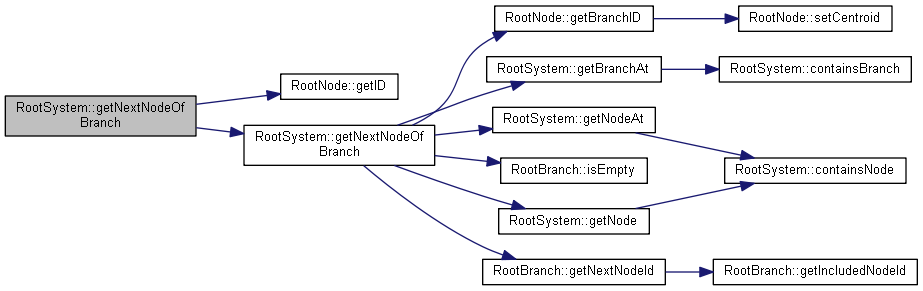 RootSystem::getNextNodeOf
Branch
RootNode::getID
RootSystem::getNextNodeOf
Branch
RootNode::getBranchID
RootSystem::getBranchAt
RootSystem::getNodeAt
RootBranch::isEmpty
RootSystem::getNode
RootBranch::getNextNodeId
RootNode::setCentroid
RootSystem::containsBranch
RootSystem::containsNode
RootBranch::getIncludedNodeId